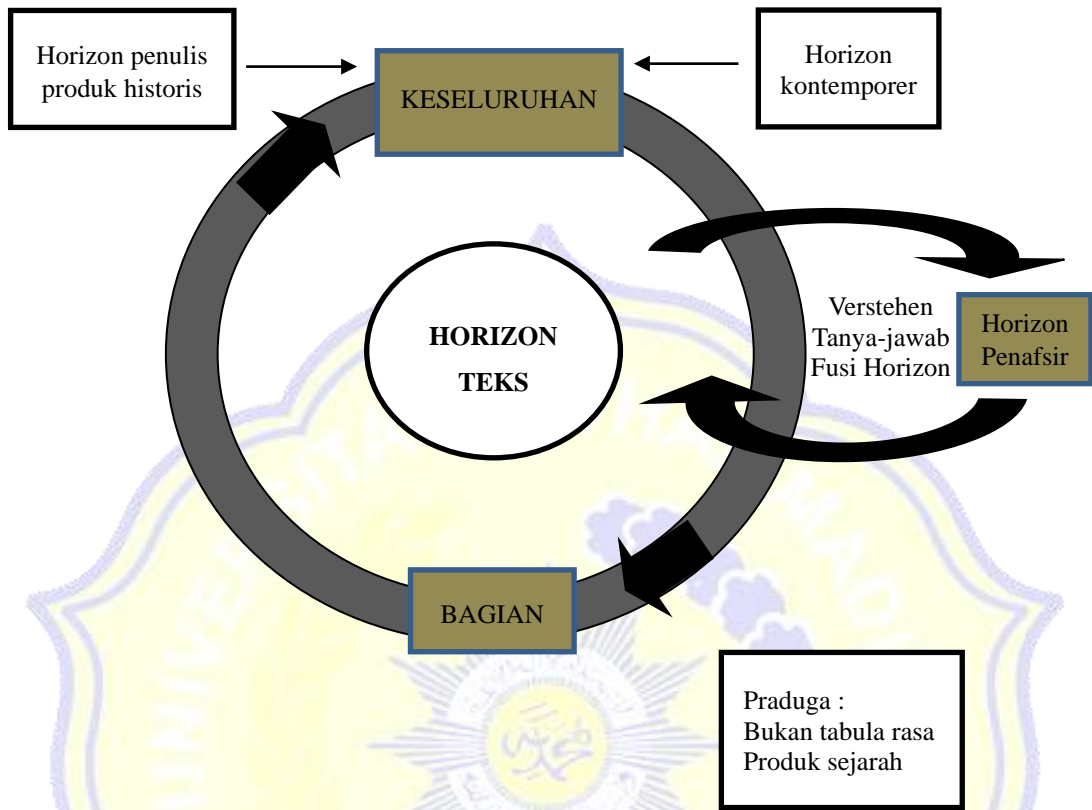 Horizon penulis
produk historis
KESELURUHAN
Horizon
kontemporer
HORIZON
TEKS
Verstehen
Tanya-jawab
Fusi Horizon
Horizon
Penafsir
BAGIAN
Praduga :
Bukan tabula rasa
Produk sejarah